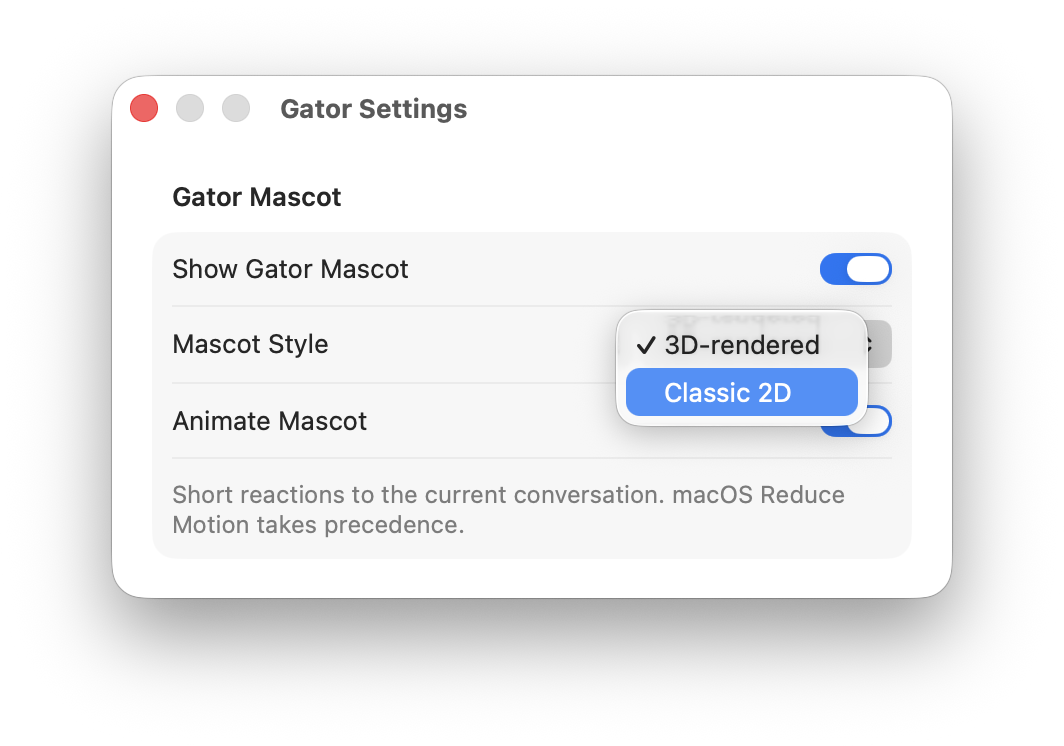 Gator Settings
Gator Mascot
Show Gator Mascot
Mascot Style
✓ 3D-rendered
Classic 2D
Animate Mascot
Short reactions to the current conversation. macOS Reduce
Motion takes precedence.